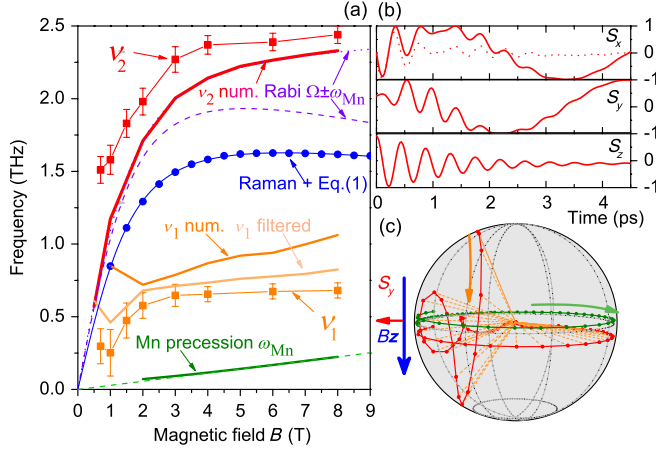 (a)
2.5
2.0
1.5
1.0
0.5
0.0
Frequency (THz)
ν2
ν2 num.
Rabi Ω±ωMn
Raman + Eq.(1)
ν1 num.
ν1 filtered
ν1
Mn precession ωMn
0 1 2 3 4 5 6 7 8 9
Magnetic field B (T)
(b)
Sx
1
0
-1
Sy
1
0
-1
Sz
1
0
-1
0 1 2 3 4
Time (ps)
(c)
Sy
Bz